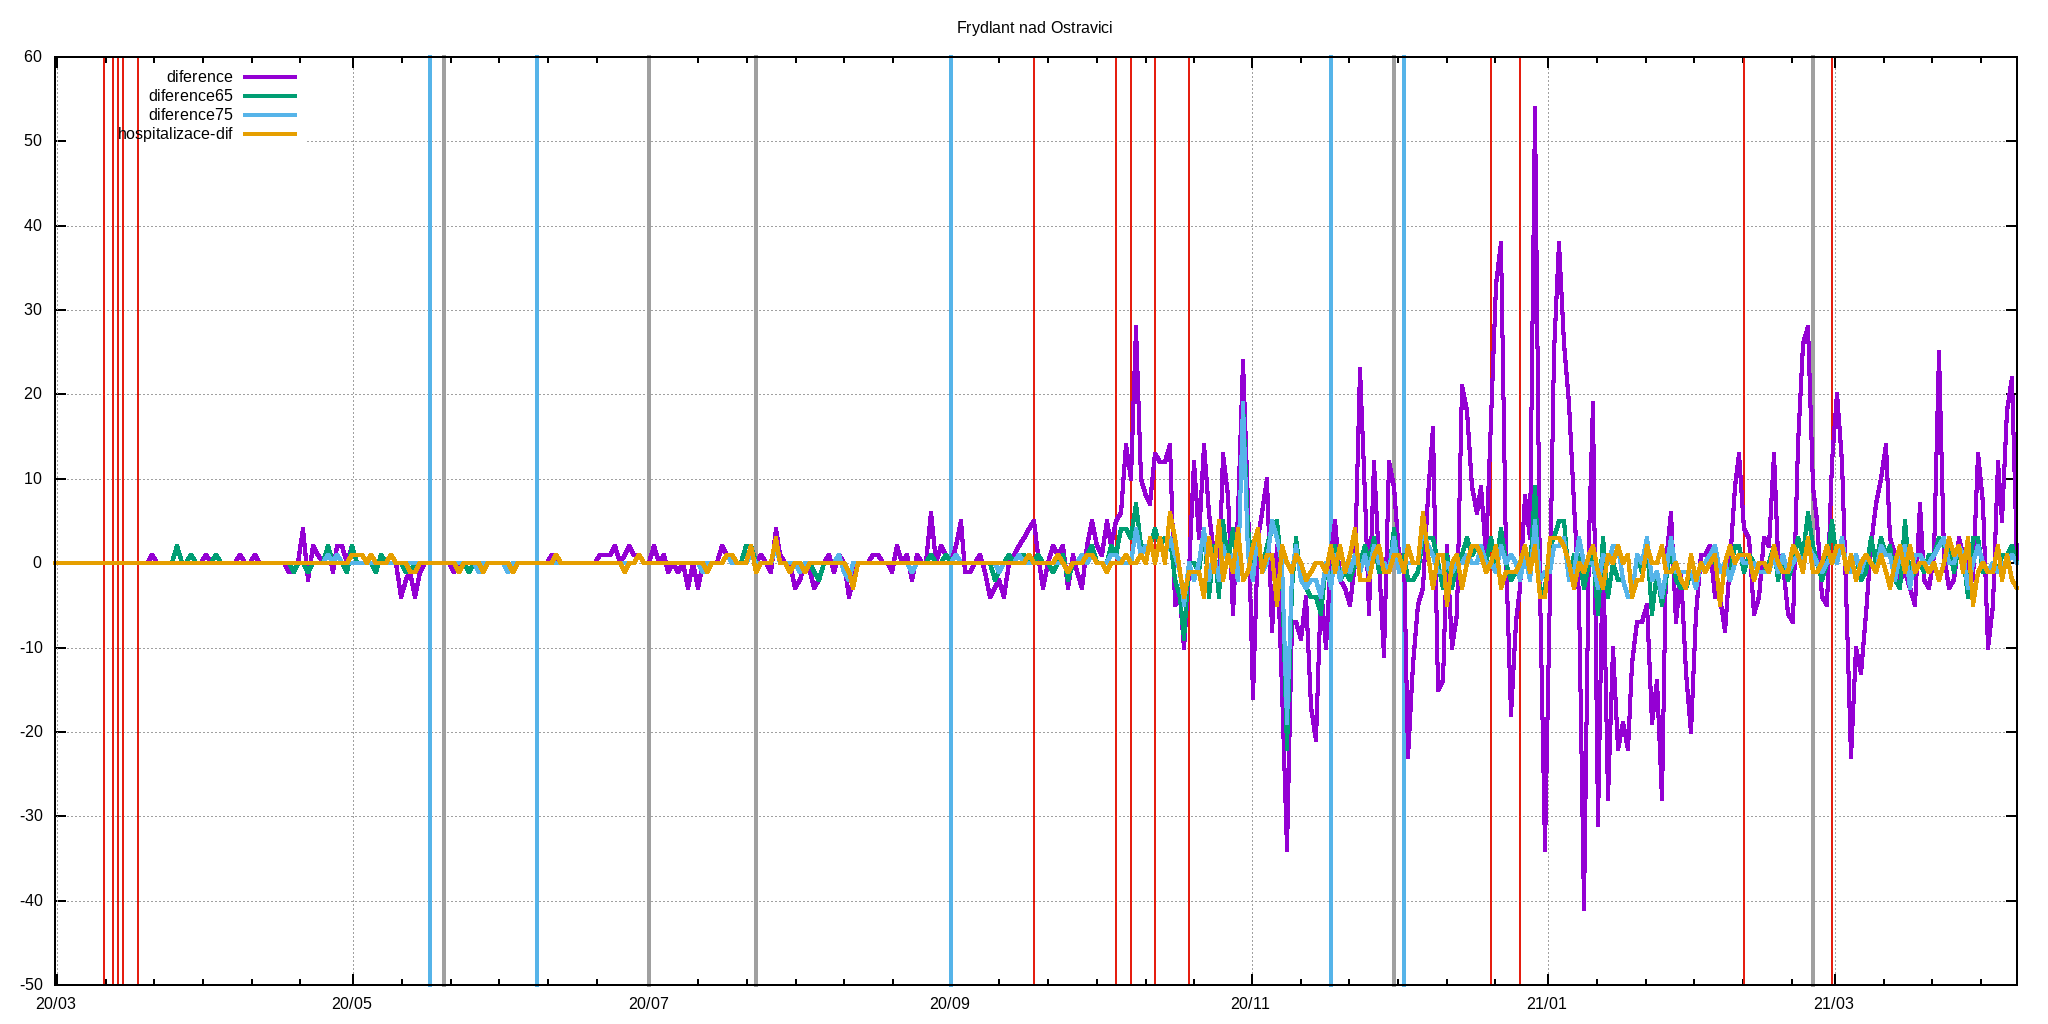 Frydlant nad Ostravici
60
50
40
30
20
10
0
-10
-20
-30
-40
-50
diference
diference65
diference75
hospitalizace-dif
20/03 20/05 20/07 20/09 20/11 21/01 21/03